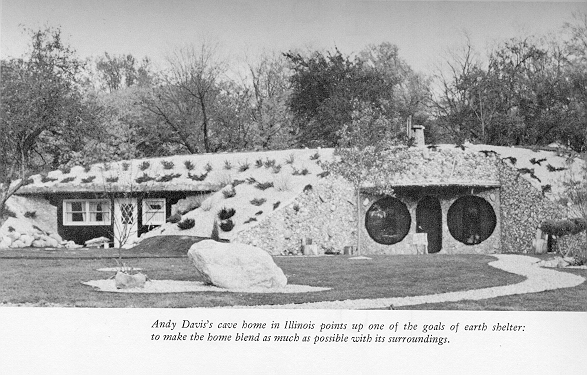 Andy Davis's cave home in Illinois points up one of the goals of earth shelter:
to make the home blend as much as possible with its surroundings.